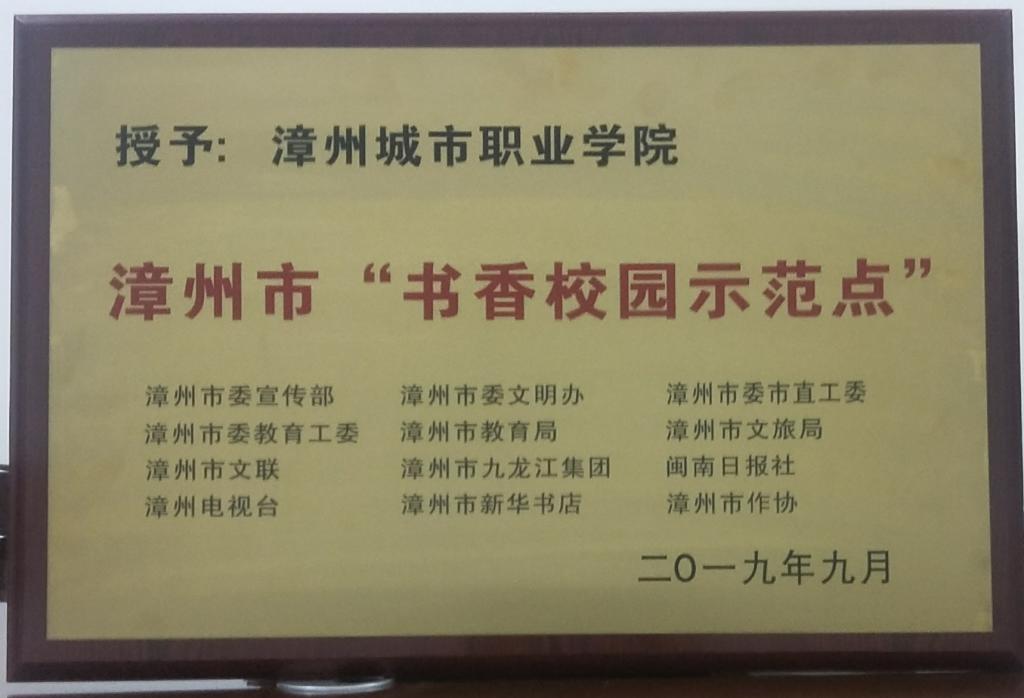 授予: 漳州城市职业学院
漳州市“书香校园示范点”
漳州市委宣传部 漳州市委文明办 漳州市委市直工委
漳州市委教育工委 漳州市教育局 漳州市文旅局
漳州市文联 漳州市九龙江集团 闽南日报社
漳州电视台 漳州市新华书店 漳州市作协
二〇一九年九月